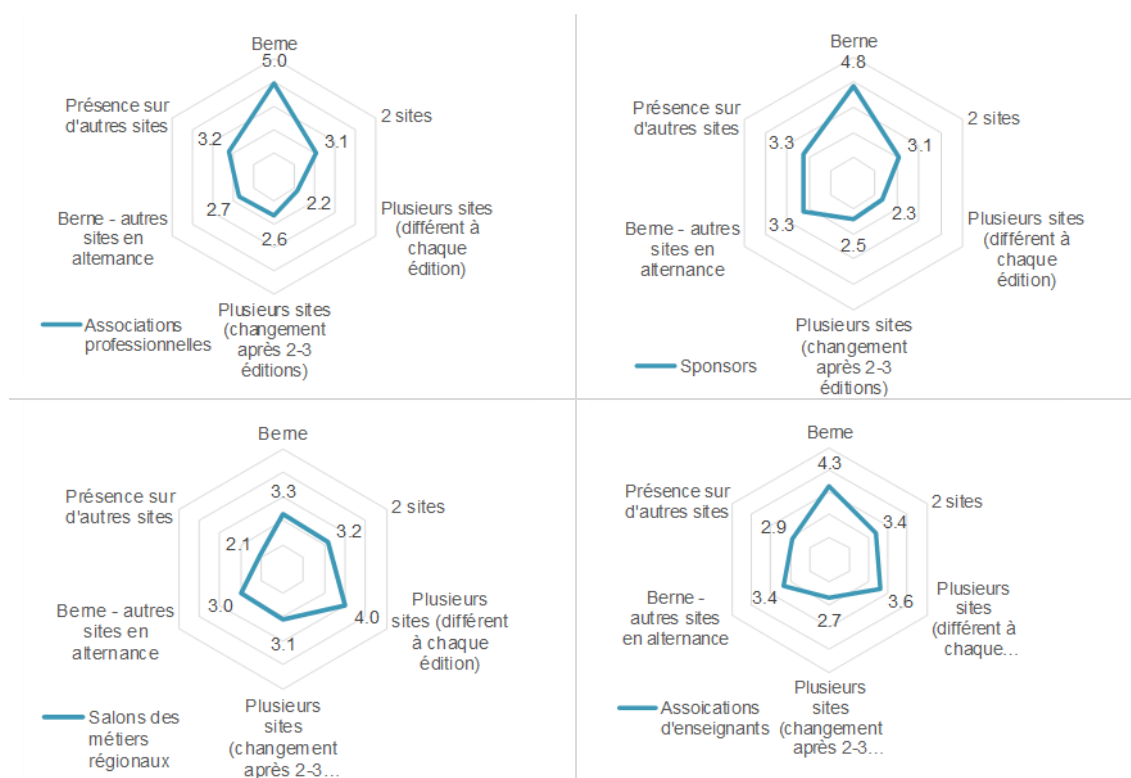 Berne
5.0
Présence sur
d'autres sites
3.2
3.1
2 sites
2.7
2.2
2.6
Berne - autres
sites en
alternance
Plusieurs sites
(différent à
chaque
édition)
Plusieurs sites
(changement
après 2-3
éditions)
Associations
professionnelles
Berne
4.8
Présence sur
d'autres sites
3.3
3.1
2 sites
3.3
2.3
2.5
Berne - autres
sites en
alternance
Plusieurs sites
(différent à
chaque
édition)
Plusieurs sites
(changement
après 2-3
éditions)
Sponsors
Berne
3.3
Présence sur
d'autres sites
2.1
3.2
2 sites
3.0
4.0
3.1
Berne - autres
sites en
alternance
Plusieurs
sites (différent
à chaque
édition)
Plusieurs
sites
(changement
après 2-3...
Salons des
métiers
régionaux
Berne
4.3
Présence sur
d'autres sites
2.9
3.4
2 sites
3.4
3.6
2.7
Berne -
autres sites
en alternance
Plusieurs
sites
(différent à
chaque...
Plusieurs
sites
(changement
après 2-3...
Assoications
d'enseignants